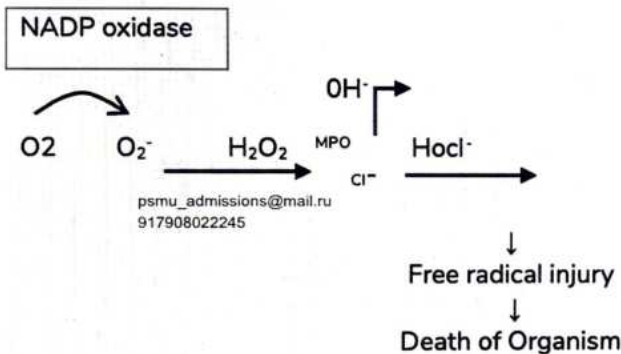 NADP oxidase
0H⁻
O2 O₂⁻ H₂O₂ MPO Hocl⁻
Cl⁻
psmu_admissions@mail.ru
917908022245
↓
Free radical injury
↓
Death of Organism